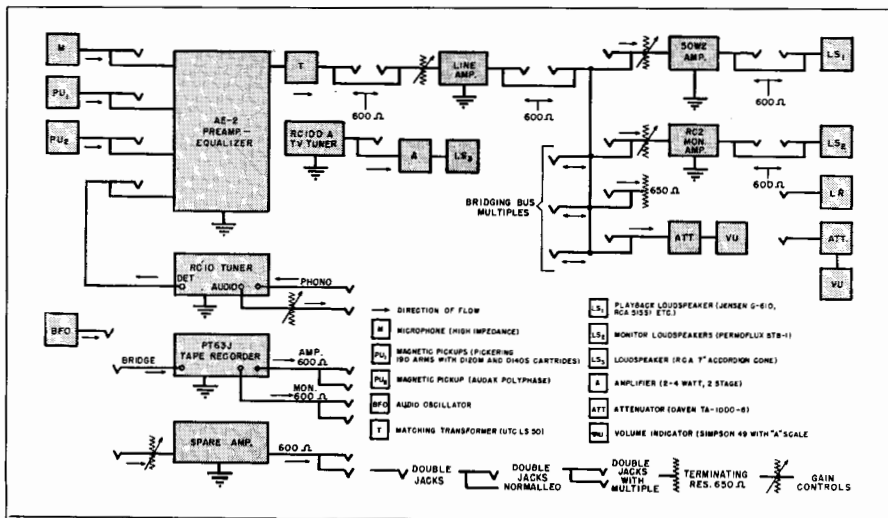 M
PU1
PU2
AE-2
PREAMP.-
EQUALIZER
T
600 Ω
LINE
AMP.
600 Ω
50W2
AMP.
600 Ω
LS1
RC100 A
TV TUNER
A
LS3
RC2
MON.
AMP.
600 Ω
LS2
650 Ω
BRIDGING BUS
MULTIPLES
LR
ATT
VU
ATT.
VU
RC10 TUNER
DET
AUDIO
PHONO
BFO
PT63J
TAPE RECORDER
BRIDGE
AMP.
600 Ω
MON.
600 Ω
SPARE AMP.
600 Ω
DIRECTION OF FLOW
M MICROPHONE (HIGH IMPEDANCE)
PU1 MAGNETIC PICKUPS (PICKERING
190 ARMS WITH D120M AND D140S CARTRIDES)
PU2 MAGNETIC PICKUP (AUDAK POLYPHASE)
BFO AUDIO OSCILLATOR
T MATCHING TRANSFORMER (UTC LS 50)
LS1 PLAYBACK LOUDSPEAKER (JENSEN G-610,
RCA 515S1 ETC.)
LS2 MONITOR LOUDSPEAKERS (PERMOFLUX 8T8-1)
LS3 LOUDSPEAKER (RCA 7" ACCORDION CONE)
A AMPLIFIER (2-4 WATT, 2 STAGE)
ATT ATTENUATOR (DAVEN TA-1000-6)
VU VOLUME INDICATOR (SIMPSON 49 WITH "A" SCALE
DOUBLE
JACKS
DOUBLE
JACKS
NORMALLED
DOUBLE
JACKS
WITH
MULTIPLE
TERMINATING
RES. 650 Ω
GAIN
CONTROLS